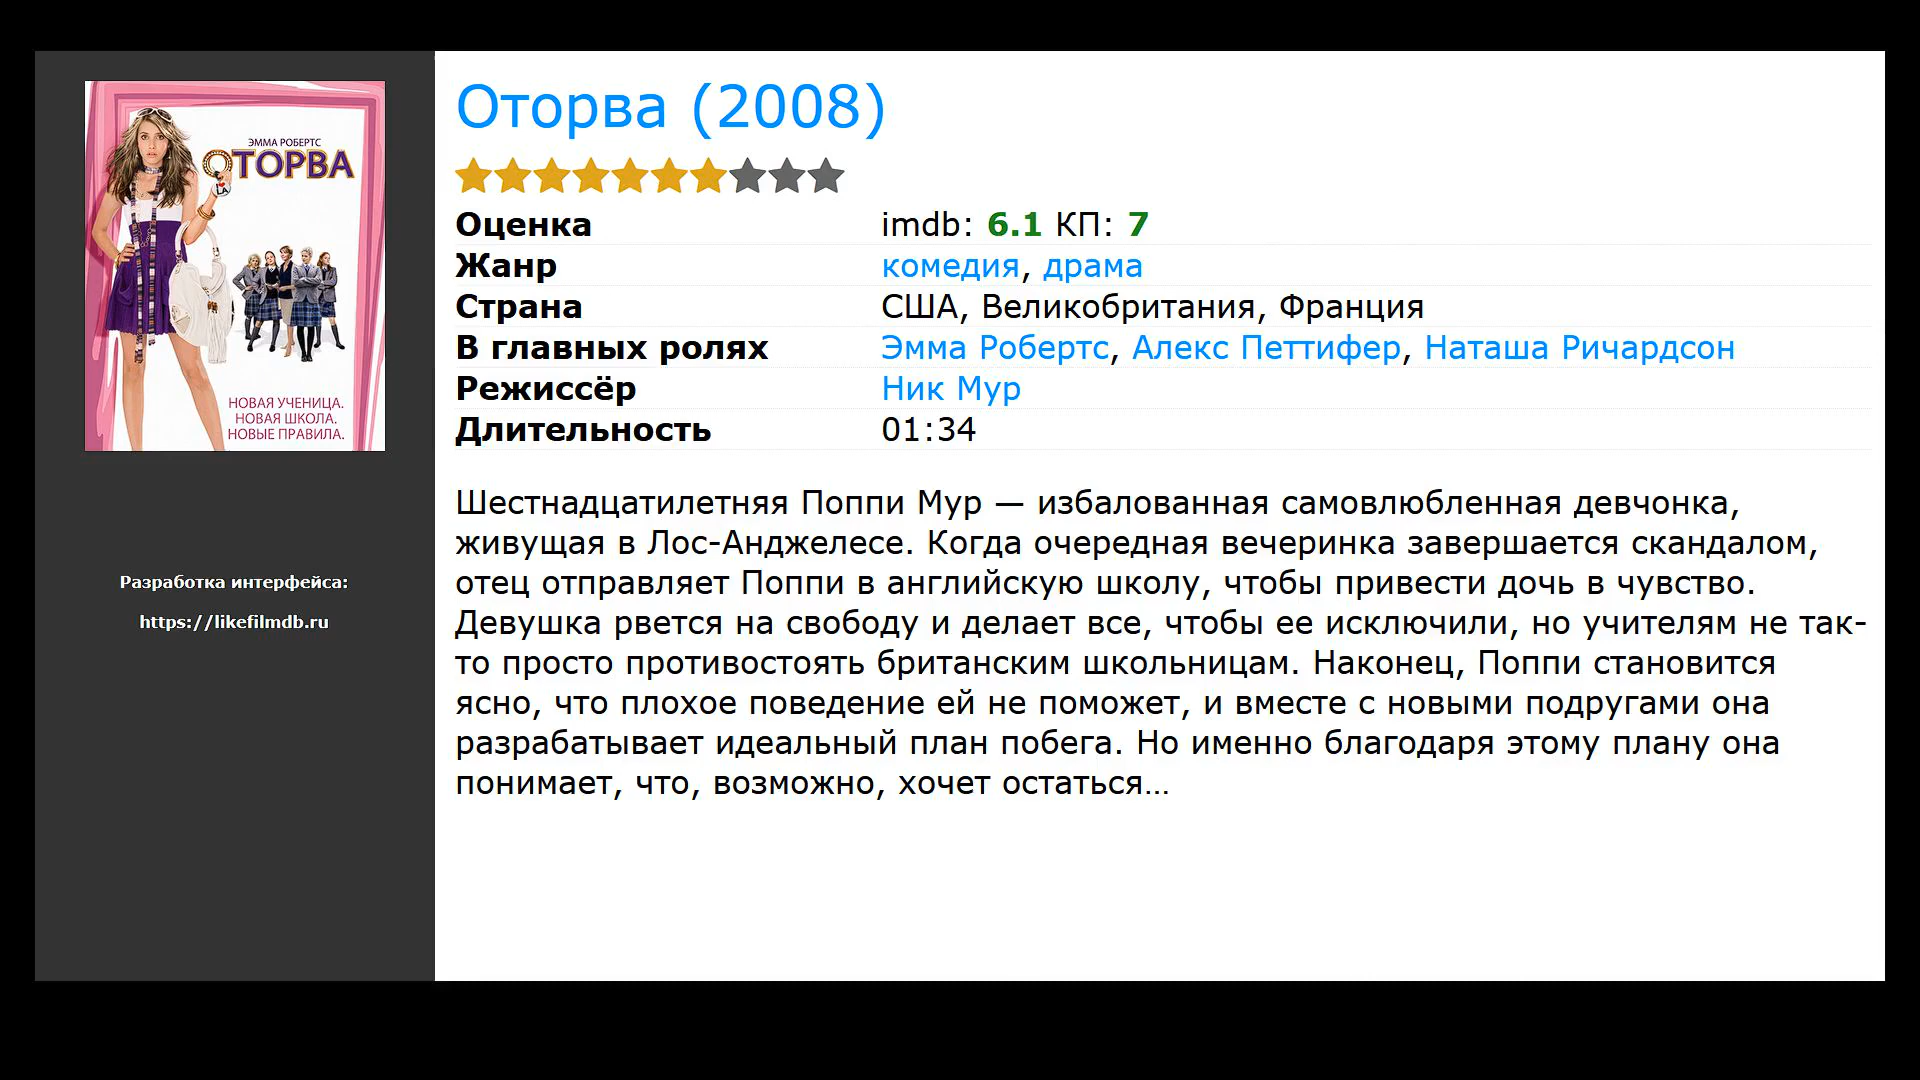 ЭММА РОБЕРТС
ОТОРВА
НОВАЯ УЧЕНИЦА.
НОВАЯ ШКОЛА.
НОВЫЕ ПРАВИЛА.
Разработка интерфейса:
https://likefilmdb.ru
Оторва (2008)
Оценка imdb: 6.1 КП: 7
Жанр комедия, драма
Страна США, Великобритания, Франция
В главных ролях Эмма Робертс, Алекс Петтифер, Наташа Ричардсон
Режиссёр Ник Мур
Длительность 01:34
Шестнадцатилетняя Поппи Мур — избалованная самовлюбленная девчонка,
живущая в Лос-Анджелесе. Когда очередная вечеринка завершается скандалом,
отец отправляет Поппи в английскую школу, чтобы привести дочь в чувство.
Девушка рвется на свободу и делает все, чтобы ее исключили, но учителям не так-
то просто противостоять британским школьницам. Наконец, Поппи становится
ясно, что плохое поведение ей не поможет, и вместе с новыми подругами она
разрабатывает идеальный план побега. Но именно благодаря этому плану она
понимает, что, возможно, хочет остаться…